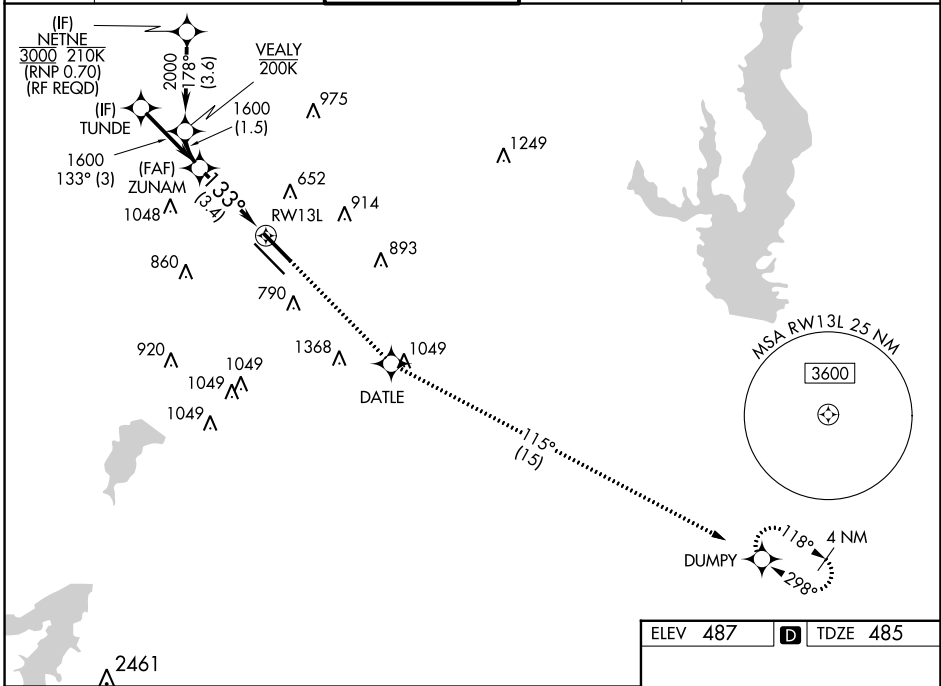 (IF)
NETNE
3000 210K
(RNP 0.70)
(RF REQD)
2000
178°
(3.6)
VEALY
200K
(IF)
TUNDE
1600
(1.5)
975
1249
1600
133° (3)
(FAF)
ZUNAM
133°
(3.4)
652
1048
RW13L
914
893
860
790
MSA RW13L 25 NM
3600
920
1368
1049
1049
1049
1049
DATLE
115°
(15)
DUMPY
118°
4 NM
298°
ELEV 487 D TDZE 485
2461